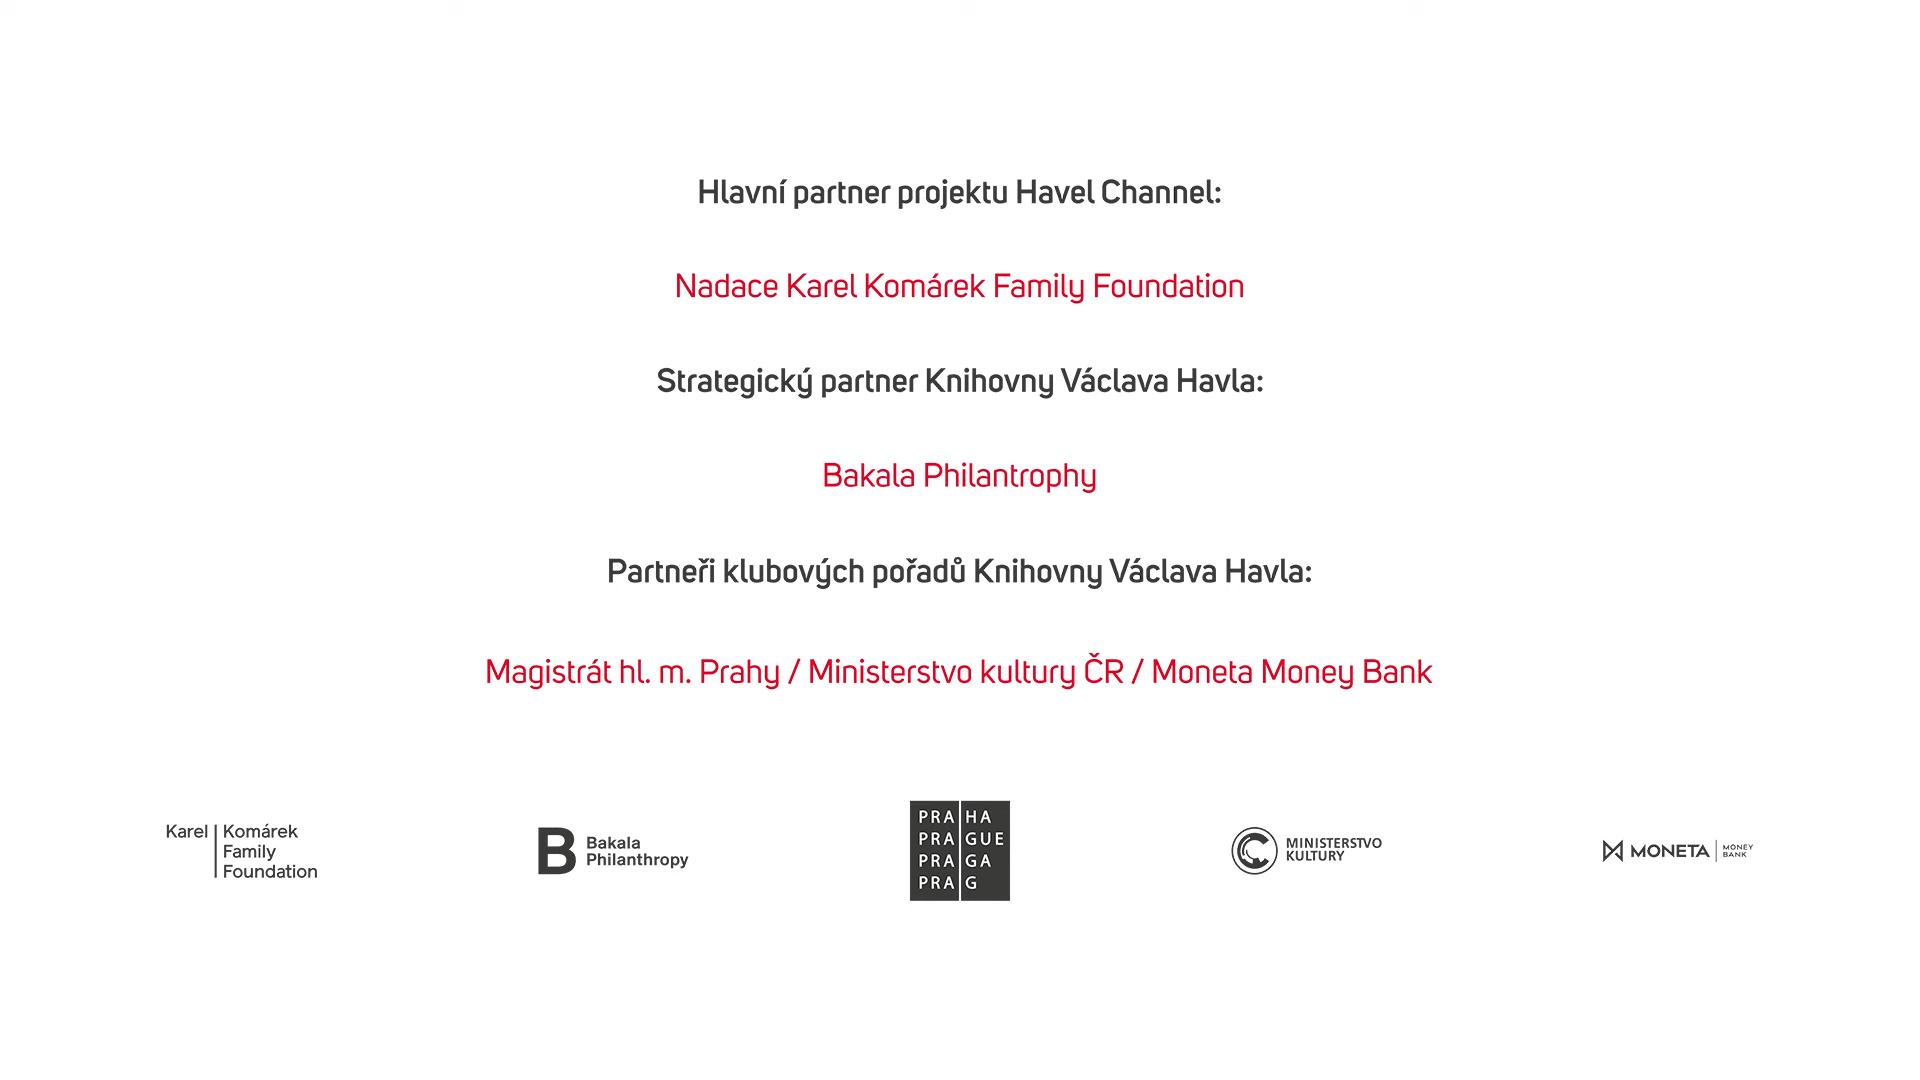 Hlavní partner projektu Havel Channel:
Nadace Karel Komárek Family Foundation
Strategický partner Knihovny Václava Havla:
Bakala Philantrophy
Partneři klubových pořadů Knihovny Václava Havla:
Magistrát hl. m. Prahy / Ministerstvo kultury ČR / Moneta Money Bank
Karel Komárek
Family
Foundation
B Bakala
Philanthropy
PRA HA
PRA GUE
PRA GA
PRA G
MINISTERSTVO
KULTURY
MONETA MONEY
BANK